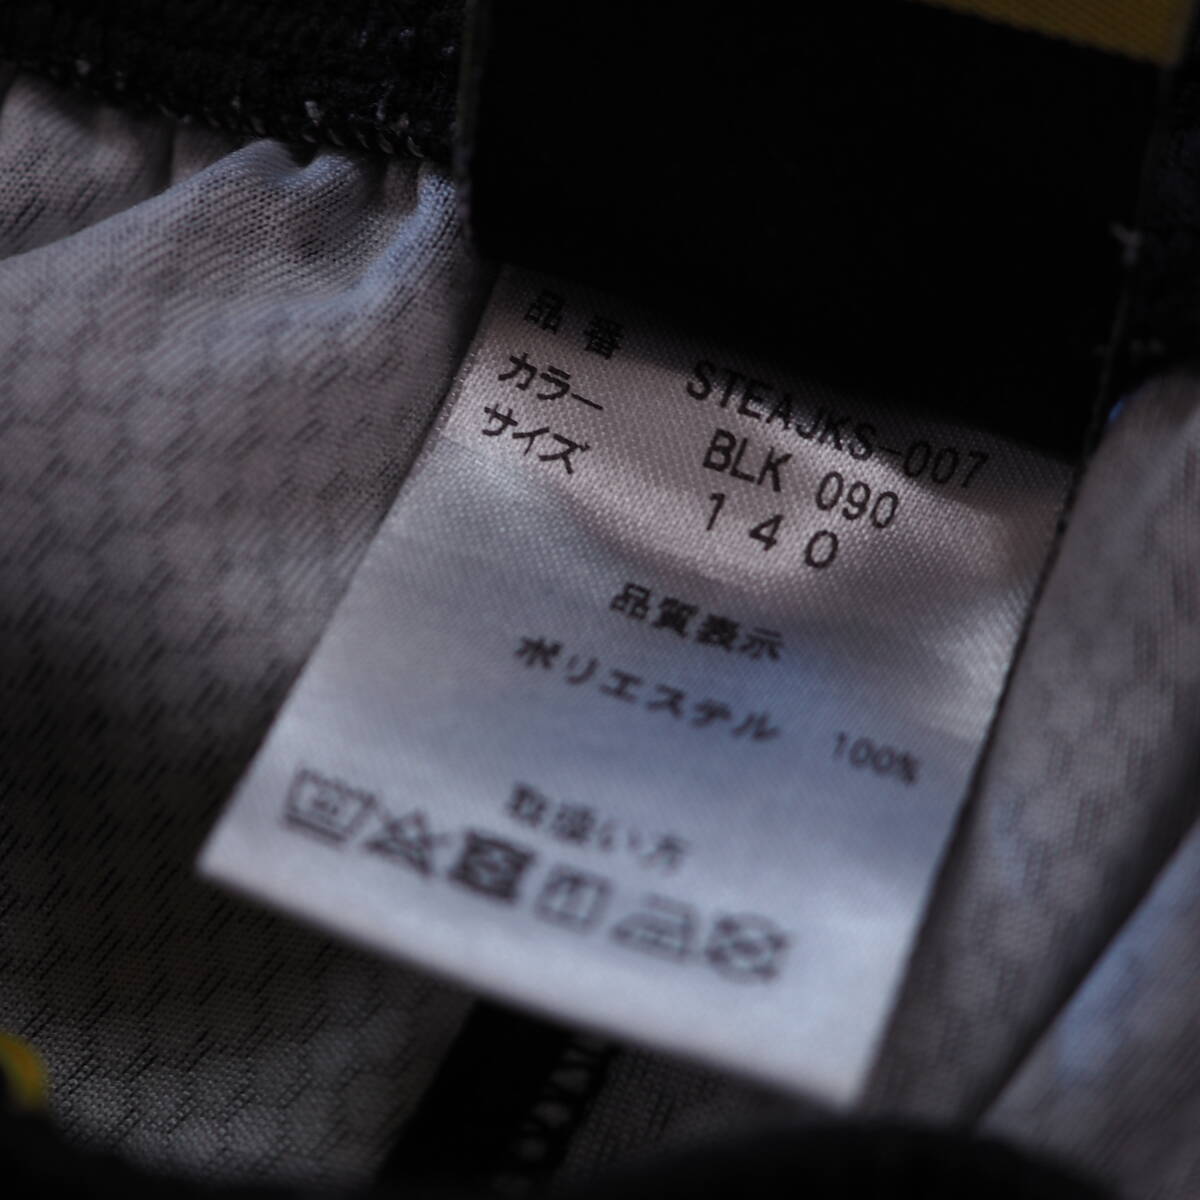 品番 STEAJKS-007
カラー BLK 090
サイズ 140
品質表示
ポリエステル 100%
取扱い方